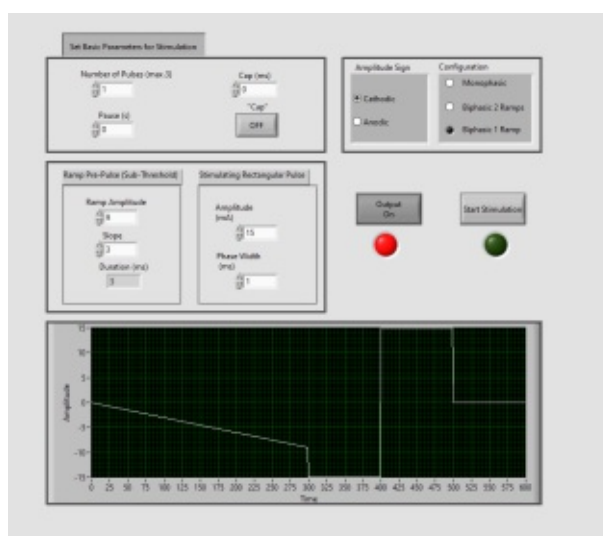 Set Basic Parameters for Stimulation
Number of Pulses (max.3)
1
Pause (s)
0
Gap (ms)
0
"Gap"
OFF
Amplitude Sign
Cathodic
Anodic
Configuration
Monophasic
Biphasic 2 Ramps
Biphasic 1 Ramp
Ramp Pre-Pulse (Sub-Threshold)
Ramp Amplitude
9
Slope
3
Duration (ms)
3
Stimulating Rectangular Pulse
Amplitude
(mA)
15
Phase Width
(ms)
1
Output
On
Start Stimulation
Amplitude
15
10
5
0
-5
-10
-15
0 25 50 75 100 125 150 175 200 225 250 275 300 325 350 375 400 425 450 475 500 525 550 575 600
Time